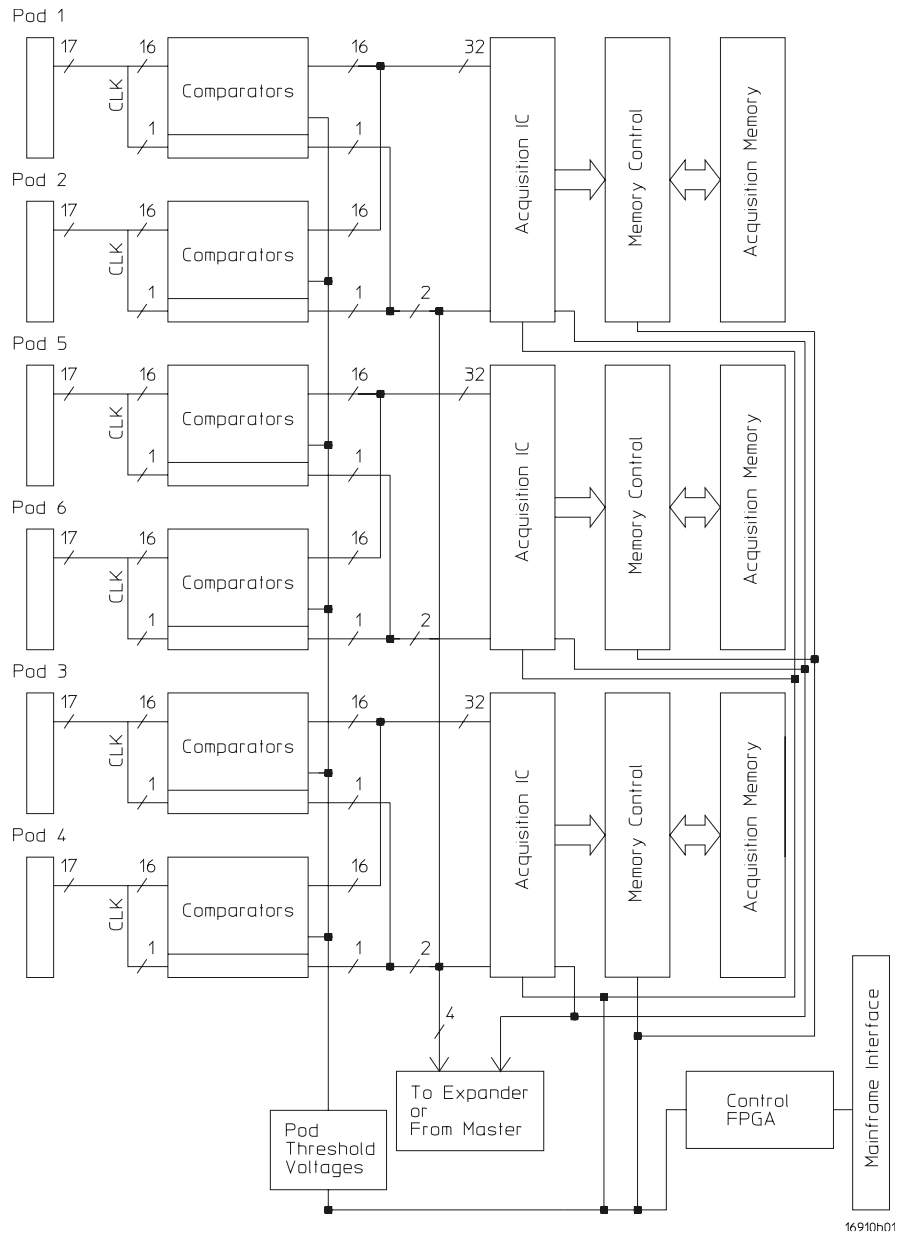 Pod 1
17
16
CLK
1
Comparators
16
1
32
Acquisition IC
Memory Control
Acquisition Memory
Pod 2
17
16
CLK
1
Comparators
16
1
2
Pod 5
17
16
CLK
1
Comparators
16
1
32
Acquisition IC
Memory Control
Acquisition Memory
Pod 6
17
16
CLK
1
Comparators
16
1
2
Pod 3
17
16
CLK
1
Comparators
16
1
32
Acquisition IC
Memory Control
Acquisition Memory
Pod 4
17
16
CLK
1
Comparators
16
1
2
4
To Expander
or
From Master
Pod
Threshold
Voltages
Control
FPGA
Mainframe Interface
16910b01